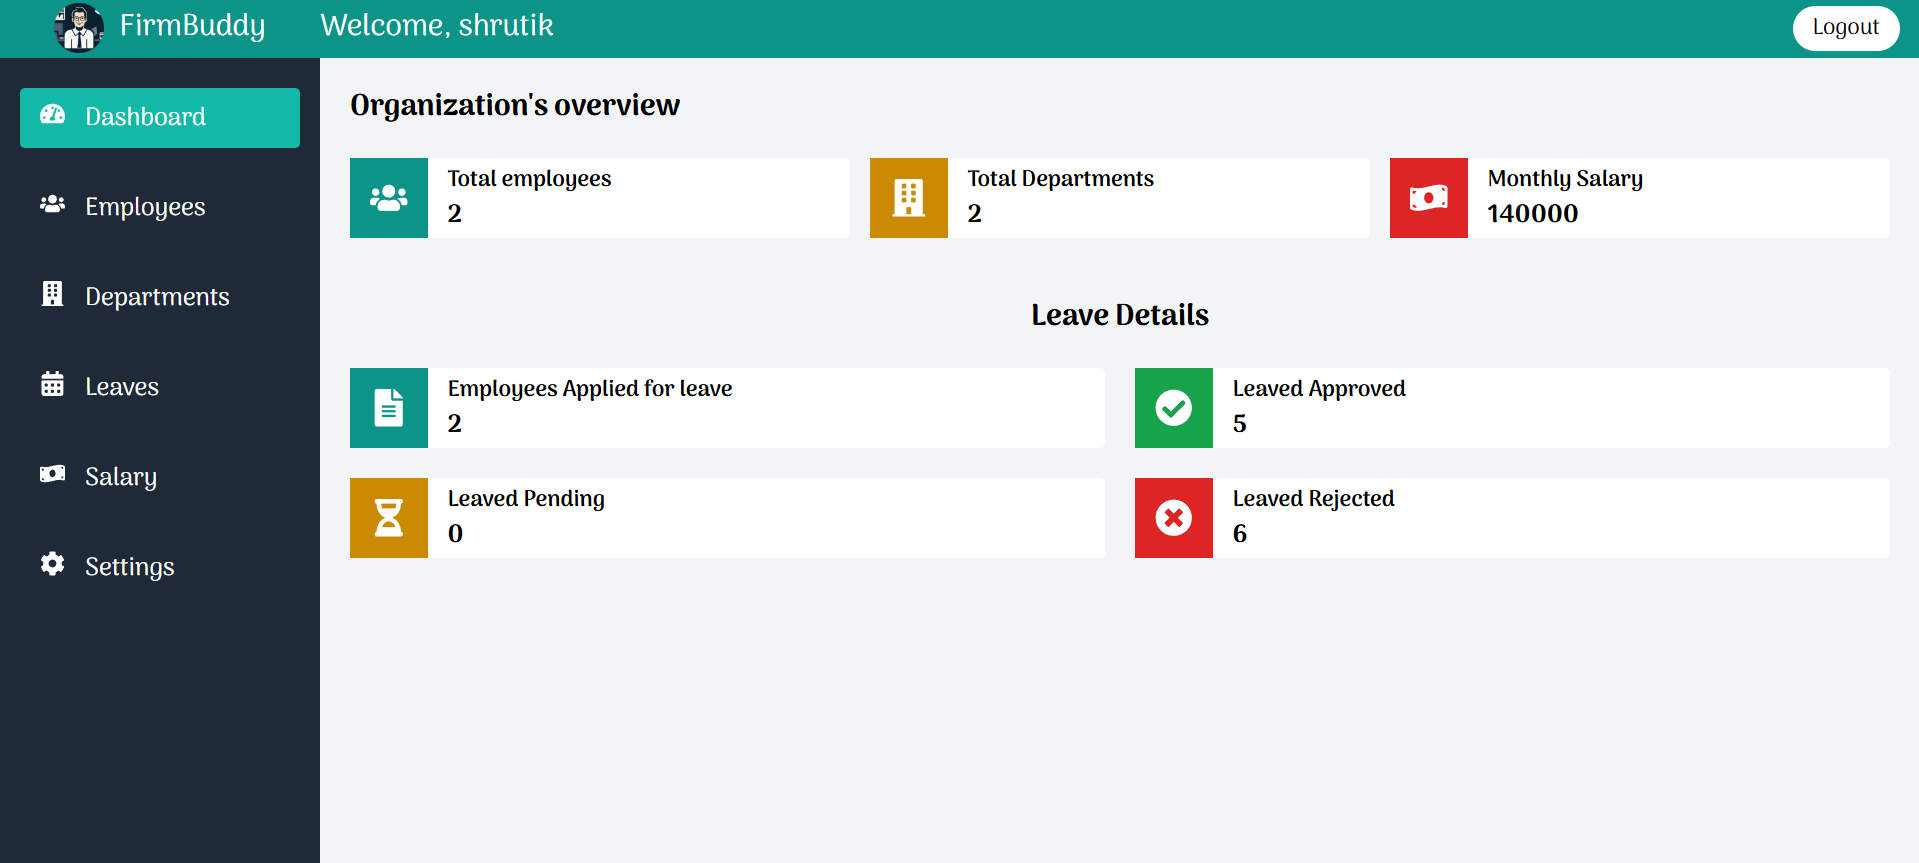 FirmBuddy
Welcome, shrutik
Logout
Dashboard
Employees
Departments
Leaves
Salary
Settings
Organization's overview
Total employees
2
Total Departments
2
Monthly Salary
140000
Leave Details
Employees Applied for leave
2
Leaved Approved
5
Leaved Pending
0
Leaved Rejected
6